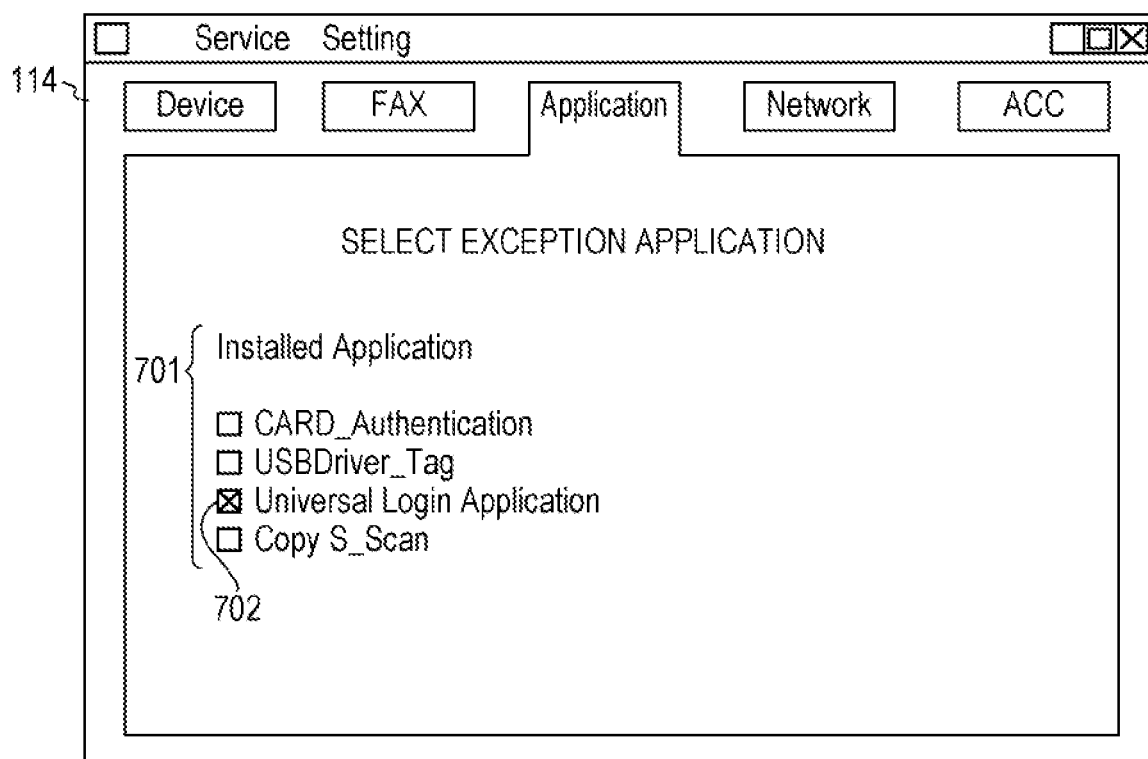 Service Setting
114
Device FAX Application Network ACC
SELECT EXCEPTION APPLICATION
701
Installed Application
CARD_Authentication
USBDriver_Tag
Universal Login Application
Copy S_Scan
702